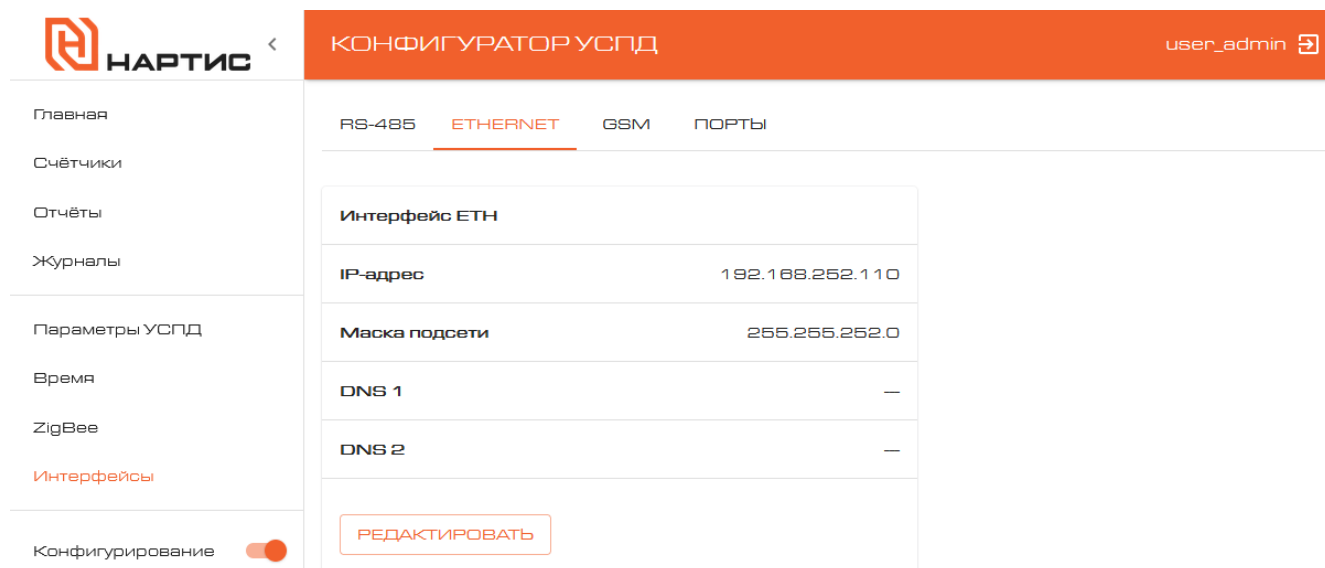 НАРТИС
КОНФИГУРАТОР УСПД
user_admin
Главная
Счётчики
Отчёты
Журналы
Параметры УСПД
Время
ZigBee
Интерфейсы
Конфигурирование
RS-485 ETHERNET GSM ПОРТЫ
Интерфейс ETH
IP-адрес 192.168.252.110
Маска подсети 255.255.252.0
DNS 1 —
DNS 2 —
РЕДАКТИРОВАТЬ